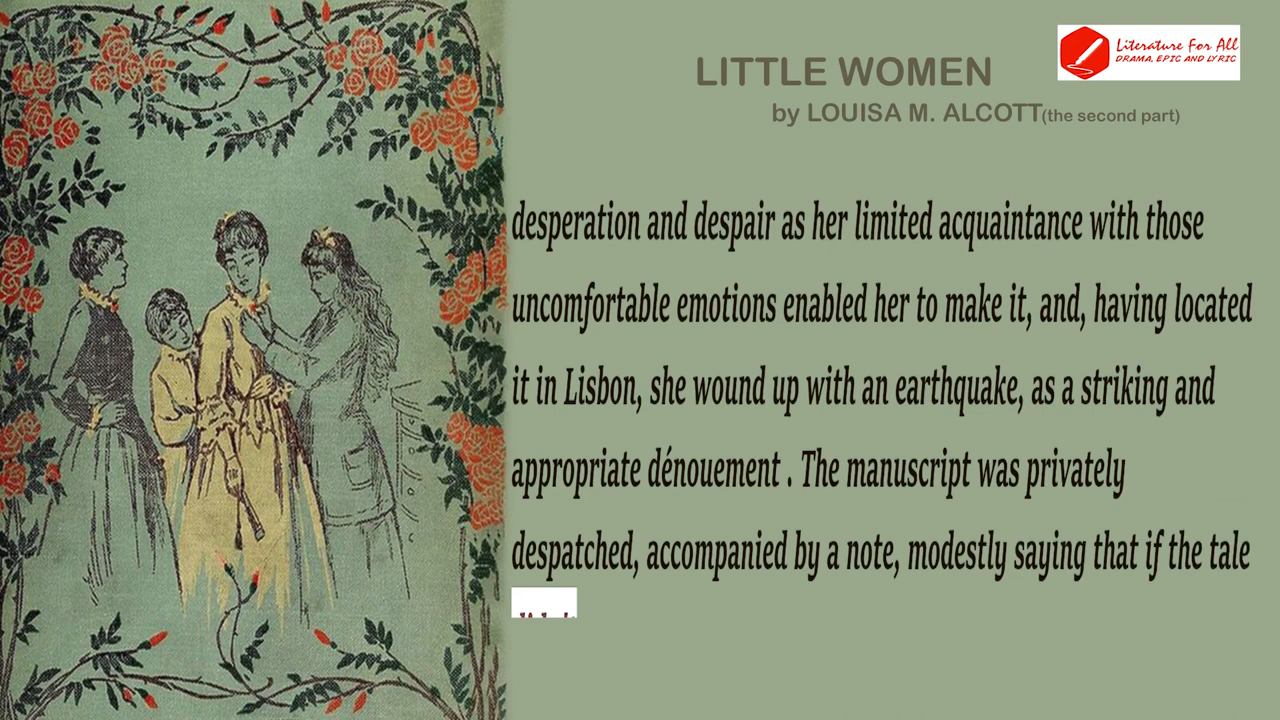 LITTLE WOMEN
by LOUISA M. ALCOTT(the second part)
Literature For All
DRAMA, EPIC AND LYRIC
desperation and despair as her limited acquaintance with those
uncomfortable emotions enabled her to make it, and, having located
it in Lisbon, she wound up with an earthquake, as a striking and
appropriate dénouement . The manuscript was privately
despatched, accompanied by a note, modestly saying that if the tale